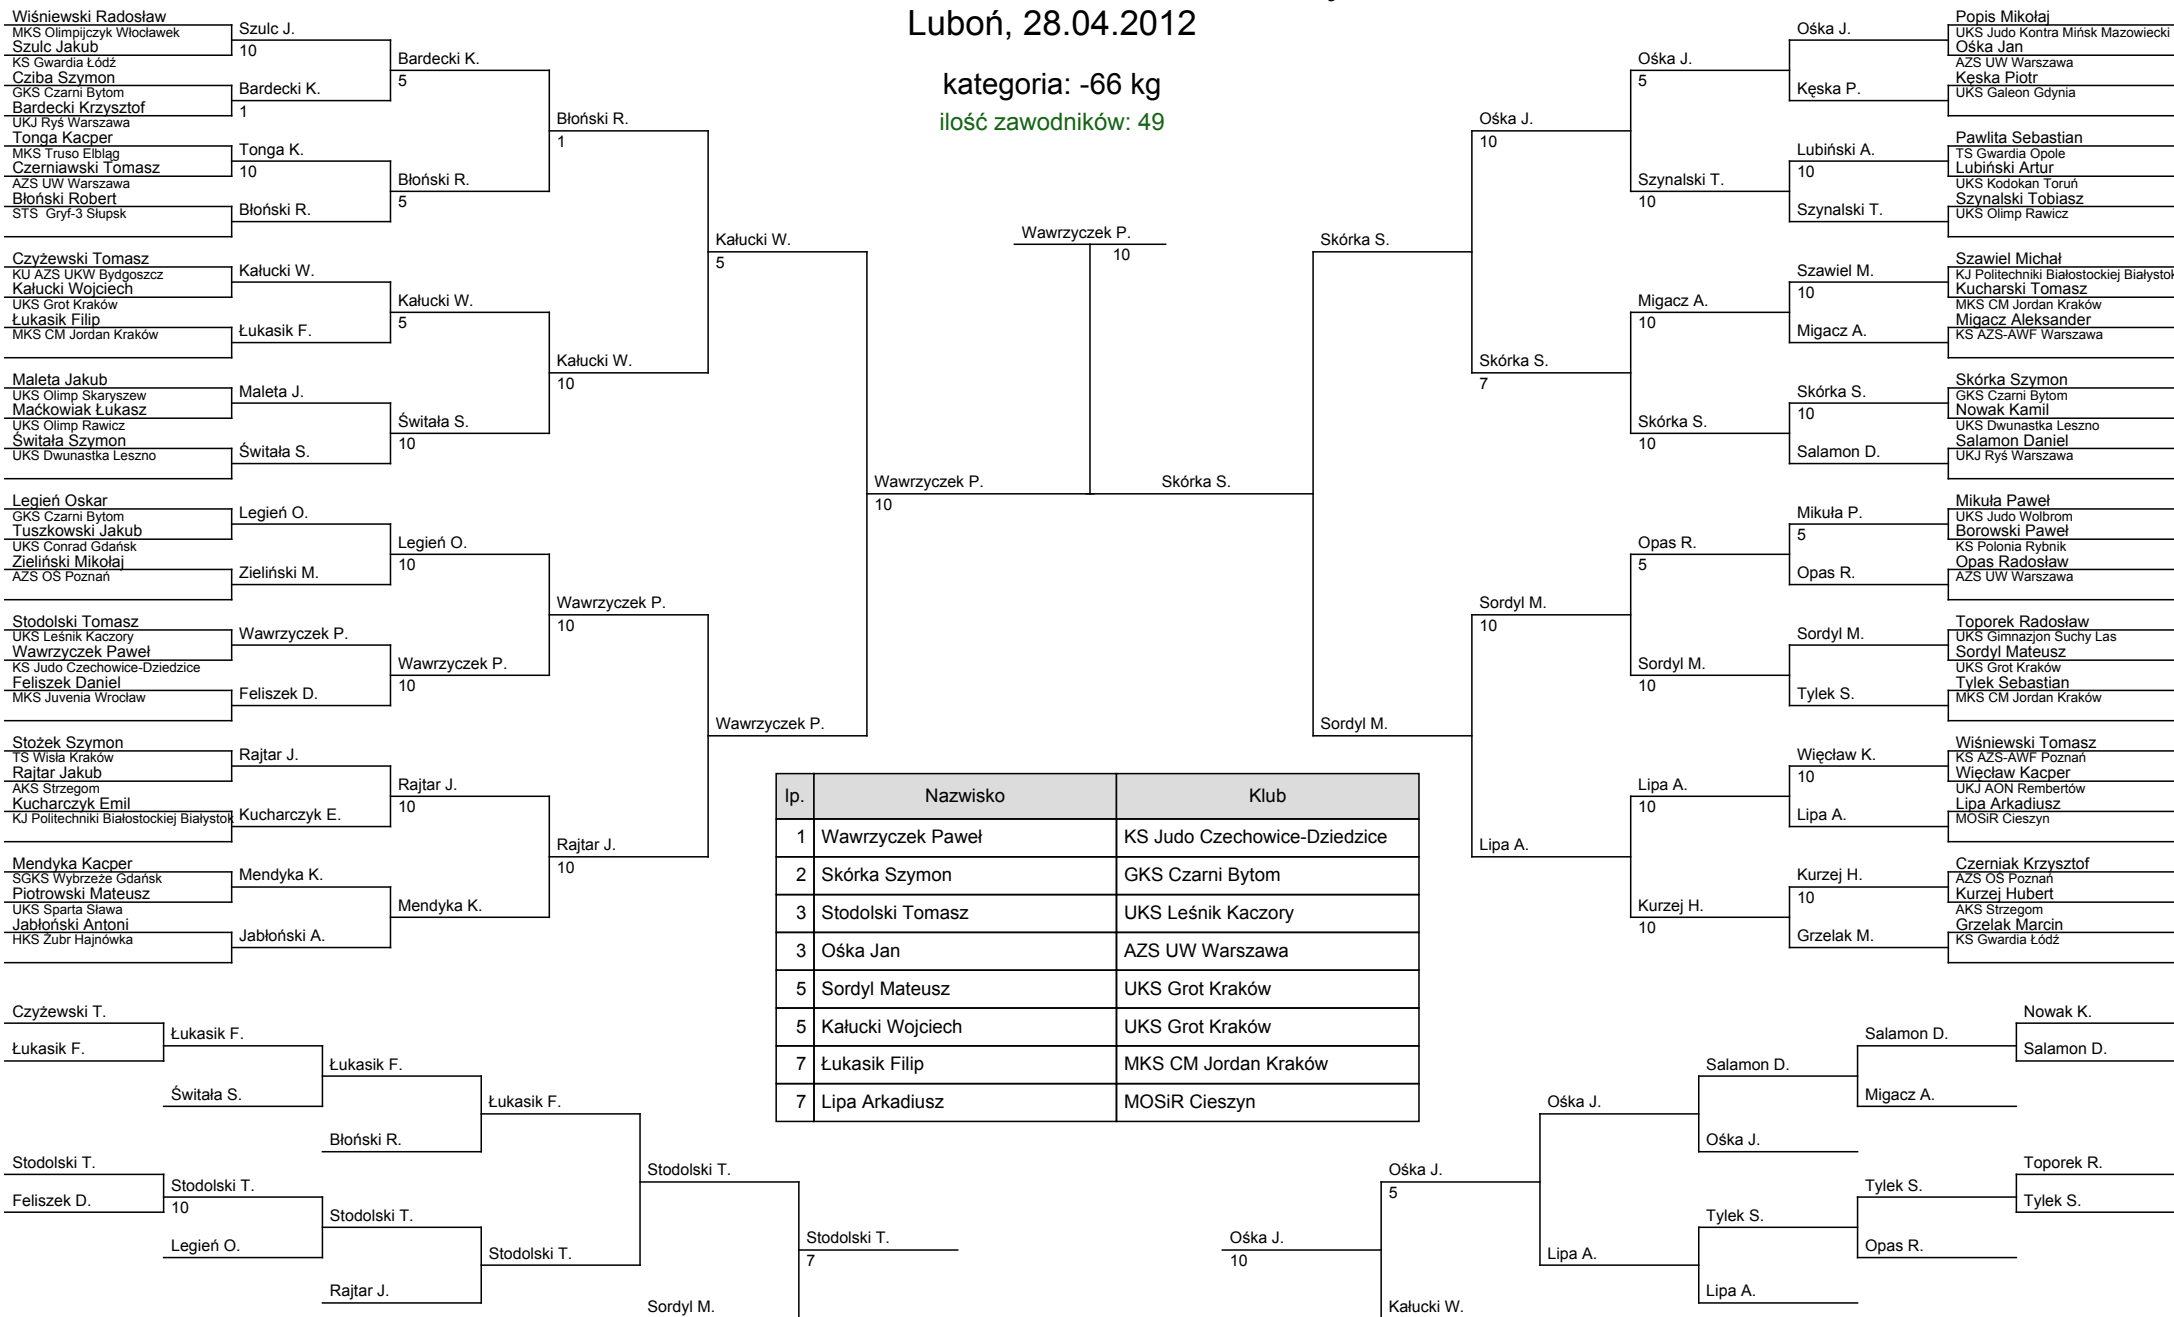 Luboń, 28.04.2012
kategoria: -66 kg
ilość zawodników: 49
Wiśniewski Radosław
MKS Olimpijczyk Włocławek
Szulc Jakub
KS Gwardia Łódź
Cziba Szymon
GKS Czarni Bytom
Bardecki Krzysztof
UKJ Ryś Warszawa
Tonga Kacper
MKS Truso Elbląg
Czerniawski Tomasz
AZS UW Warszawa
Błoński Robert
STS Gryf-3 Słupsk
Czyżewski Tomasz
KU AZS UKW Bydgoszcz
Kałucki Wojciech
UKS Grot Kraków
Łukasik Filip
MKS CM Jordan Kraków
Maleta Jakub
UKS Olimp Skaryszew
Maćkowiak Łukasz
UKS Olimp Rawicz
Świtała Szymon
UKS Dwunastka Leszno
Legień Oskar
GKS Czarni Bytom
Tuszkowski Jakub
UKS Conrad Gdańsk
Zieliński Mikołaj
AZS OŚ Poznań
Stodolski Tomasz
UKS Leśnik Kaczory
Wawrzyczek Paweł
KS Judo Czechowice-Dziedzice
Feliszek Daniel
MKS Juvenia Wrocław
Stożek Szymon
TS Wisła Kraków
Rajtar Jakub
AKS Strzegom
Kucharczyk Emil
KJ Politechniki Białostockiej Białystok
Mendyka Kacper
SGKS Wybrzeże Gdańsk
Piotrowski Mateusz
UKS Sparta Sława
Jabłoński Antoni
HKS Żubr Hajnówka
Szulc J.
10
Bardecki K.
1
Tonga K.
10
Błoński R.
Kałucki W.
Łukasik F.
Maleta J.
Świtała S.
Legień O.
Zieliński M.
Wawrzyczek P.
Feliszek D.
Rajtar J.
Kucharczyk E.
Mendyka K.
Jabłoński A.
Bardecki K.
5
Błoński R.
5
Kałucki W.
5
Świtała S.
10
Legień O.
10
Wawrzyczek P.
10
Rajtar J.
10
Mendyka K.
Błoński R.
1
Kałucki W.
10
Wawrzyczek P.
10
Rajtar J.
10
Kałucki W.
5
Wawrzyczek P.
Wawrzyczek P.
10
Wawrzyczek P.
10
Skórka S.
Skórka S.
Sordyl M.
Ośka J.
10
Skórka S.
7
Sordyl M.
10
Lipa A.
Ośka J.
5
Szynalski T.
10
Migacz A.
10
Skórka S.
10
Opas R.
5
Sordyl M.
10
Lipa A.
10
Kurzej H.
10
Ośka J.
Kęska P.
Lubiński A.
10
Szynalski T.
Szawiel M.
10
Migacz A.
Skórka S.
10
Salamon D.
Mikuła P.
5
Opas R.
Sordyl M.
Tylek S.
Więcław K.
10
Lipa A.
Kurzej H.
10
Grzelak M.
Popis Mikołaj
UKS Judo Kontra Mińsk Mazowiecki
Ośka Jan
AZS UW Warszawa
Kęska Piotr
UKS Galeon Gdynia
Pawlita Sebastian
TS Gwardia Opole
Lubiński Artur
UKS Kodokan Toruń
Szynalski Tobiasz
UKS Olimp Rawicz
Szawiel Michał
KJ Politechniki Białostockiej Białystok
Kucharski Tomasz
MKS CM Jordan Kraków
Migacz Aleksander
KS AZS-AWF Warszawa
Skórka Szymon
GKS Czarni Bytom
Nowak Kamil
UKS Dwunastka Leszno
Salamon Daniel
UKJ Ryś Warszawa
Mikuła Paweł
UKS Judo Wolbrom
Borowski Paweł
KS Polonia Rybnik
Opas Radosław
AZS UW Warszawa
Toporek Radosław
UKS Gimnazjon Suchy Las
Sordyl Mateusz
UKS Grot Kraków
Tylek Sebastian
MKS CM Jordan Kraków
Wiśniewski Tomasz
KS AZS-AWF Poznań
Więcław Kacper
UKJ AON Rembertów
Lipa Arkadiusz
MOSiR Cieszyn
Czerniak Krzysztof
AZS OŚ Poznań
Kurzej Hubert
AKS Strzegom
Grzelak Marcin
KS Gwardia Łódź
lp. Nazwisko Klub
1 Wawrzyczek Paweł KS Judo Czechowice-Dziedzice
2 Skórka Szymon GKS Czarni Bytom
3 Stodolski Tomasz UKS Leśnik Kaczory
3 Ośka Jan AZS UW Warszawa
5 Sordyl Mateusz UKS Grot Kraków
5 Kałucki Wojciech UKS Grot Kraków
7 Łukasik Filip MKS CM Jordan Kraków
7 Lipa Arkadiusz MOSiR Cieszyn
Czyżewski T.
Łukasik F.
Stodolski T.
Feliszek D.
Łukasik F.
Świtała S.
Stodolski T.
10
Legień O.
Łukasik F.
Błoński R.
Stodolski T.
Rajtar J.
Łukasik F.
Stodolski T.
Stodolski T.
Sordyl M.
Stodolski T.
7
Ośka J.
10
Ośka J.
5
Kałucki W.
Ośka J.
Lipa A.
Salamon D.
Ośka J.
Tylek S.
Lipa A.
Salamon D.
Migacz A.
Tylek S.
Opas R.
Nowak K.
Salamon D.
Toporek R.
Tylek S.